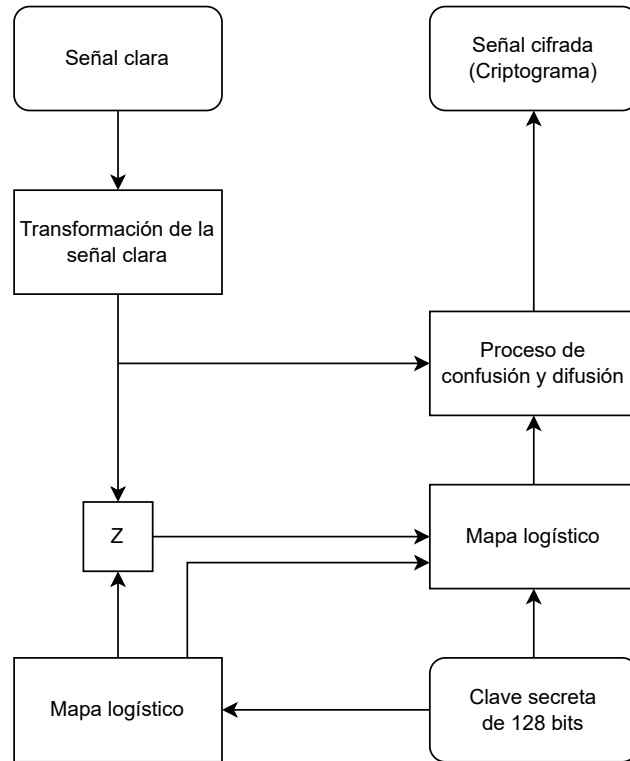 Señal clara
Señal cifrada
(Criptograma)
Transformación de la
señal clara
Proceso de
confusión y difusión
Z
Mapa logístico
Mapa logístico
Clave secreta
de 128 bits